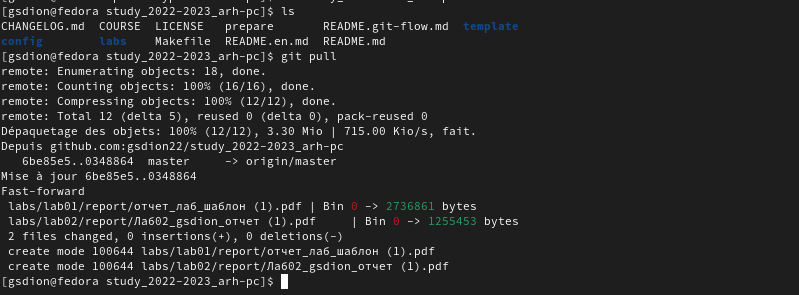 [gsdion@fedora study_2022-2023_arh-pc]$ ls
CHANGELOG.md  COURSE  LICENSE   prepare       README.git-flow.md  template
config        labs    Makefile  README.en.md  README.md
[gsdion@fedora study_2022-2023_arh-pc]$ git pull
remote: Enumerating objects: 18, done.
remote: Counting objects: 100% (16/16), done.
remote: Compressing objects: 100% (12/12), done.
remote: Total 12 (delta 5), reused 0 (delta 0), pack-reused 0
Dépaquetage des objets: 100% (12/12), 3.30 Mio | 715.00 Kio/s, fait.
Depuis github.com:gsdion22/study_2022-2023_arh-pc
   6be85e5..0348864  master     -> origin/master
Mise à jour 6be85e5..0348864
Fast-forward
 labs/lab01/report/отчет_лаб_шаблон (1).pdf | Bin 0 -> 2736861 bytes
 labs/lab02/report/Ла602_gsdion_отчет (1).pdf     | Bin 0 -> 1255453 bytes
 2 files changed, 0 insertions(+), 0 deletions(-)
 create mode 100644 labs/lab01/report/отчет_лаб_шаблон (1).pdf
 create mode 100644 labs/lab02/report/Ла602_gsdion_отчет (1).pdf
[gsdion@fedora study_2022-2023_arh-pc]$